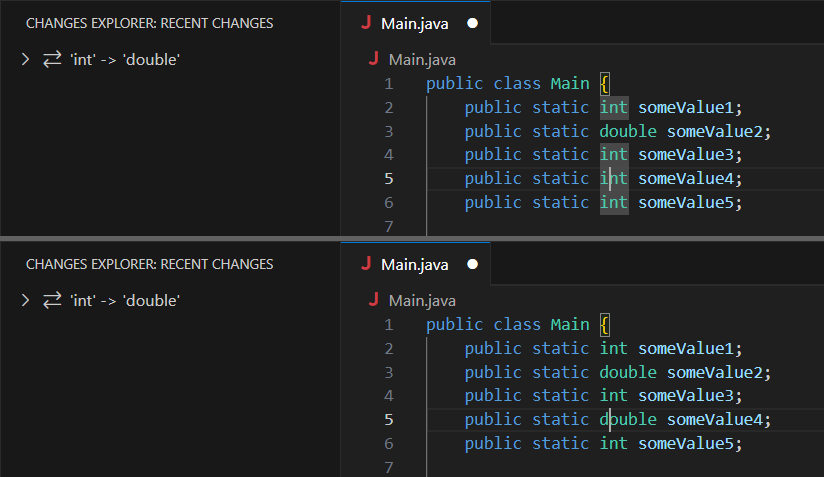 CHANGES EXPLORER: RECENT CHANGES
'int' -> 'double'
J Main.java
J Main.java
1 public class Main {
2 public static int someValue1;
3 public static double someValue2;
4 public static int someValue3;
5 public static int someValue4;
6 public static int someValue5;
7
CHANGES EXPLORER: RECENT CHANGES
'int' -> 'double'
J Main.java
J Main.java
1 public class Main {
2 public static int someValue1;
3 public static double someValue2;
4 public static int someValue3;
5 public static double someValue4;
6 public static int someValue5;
7